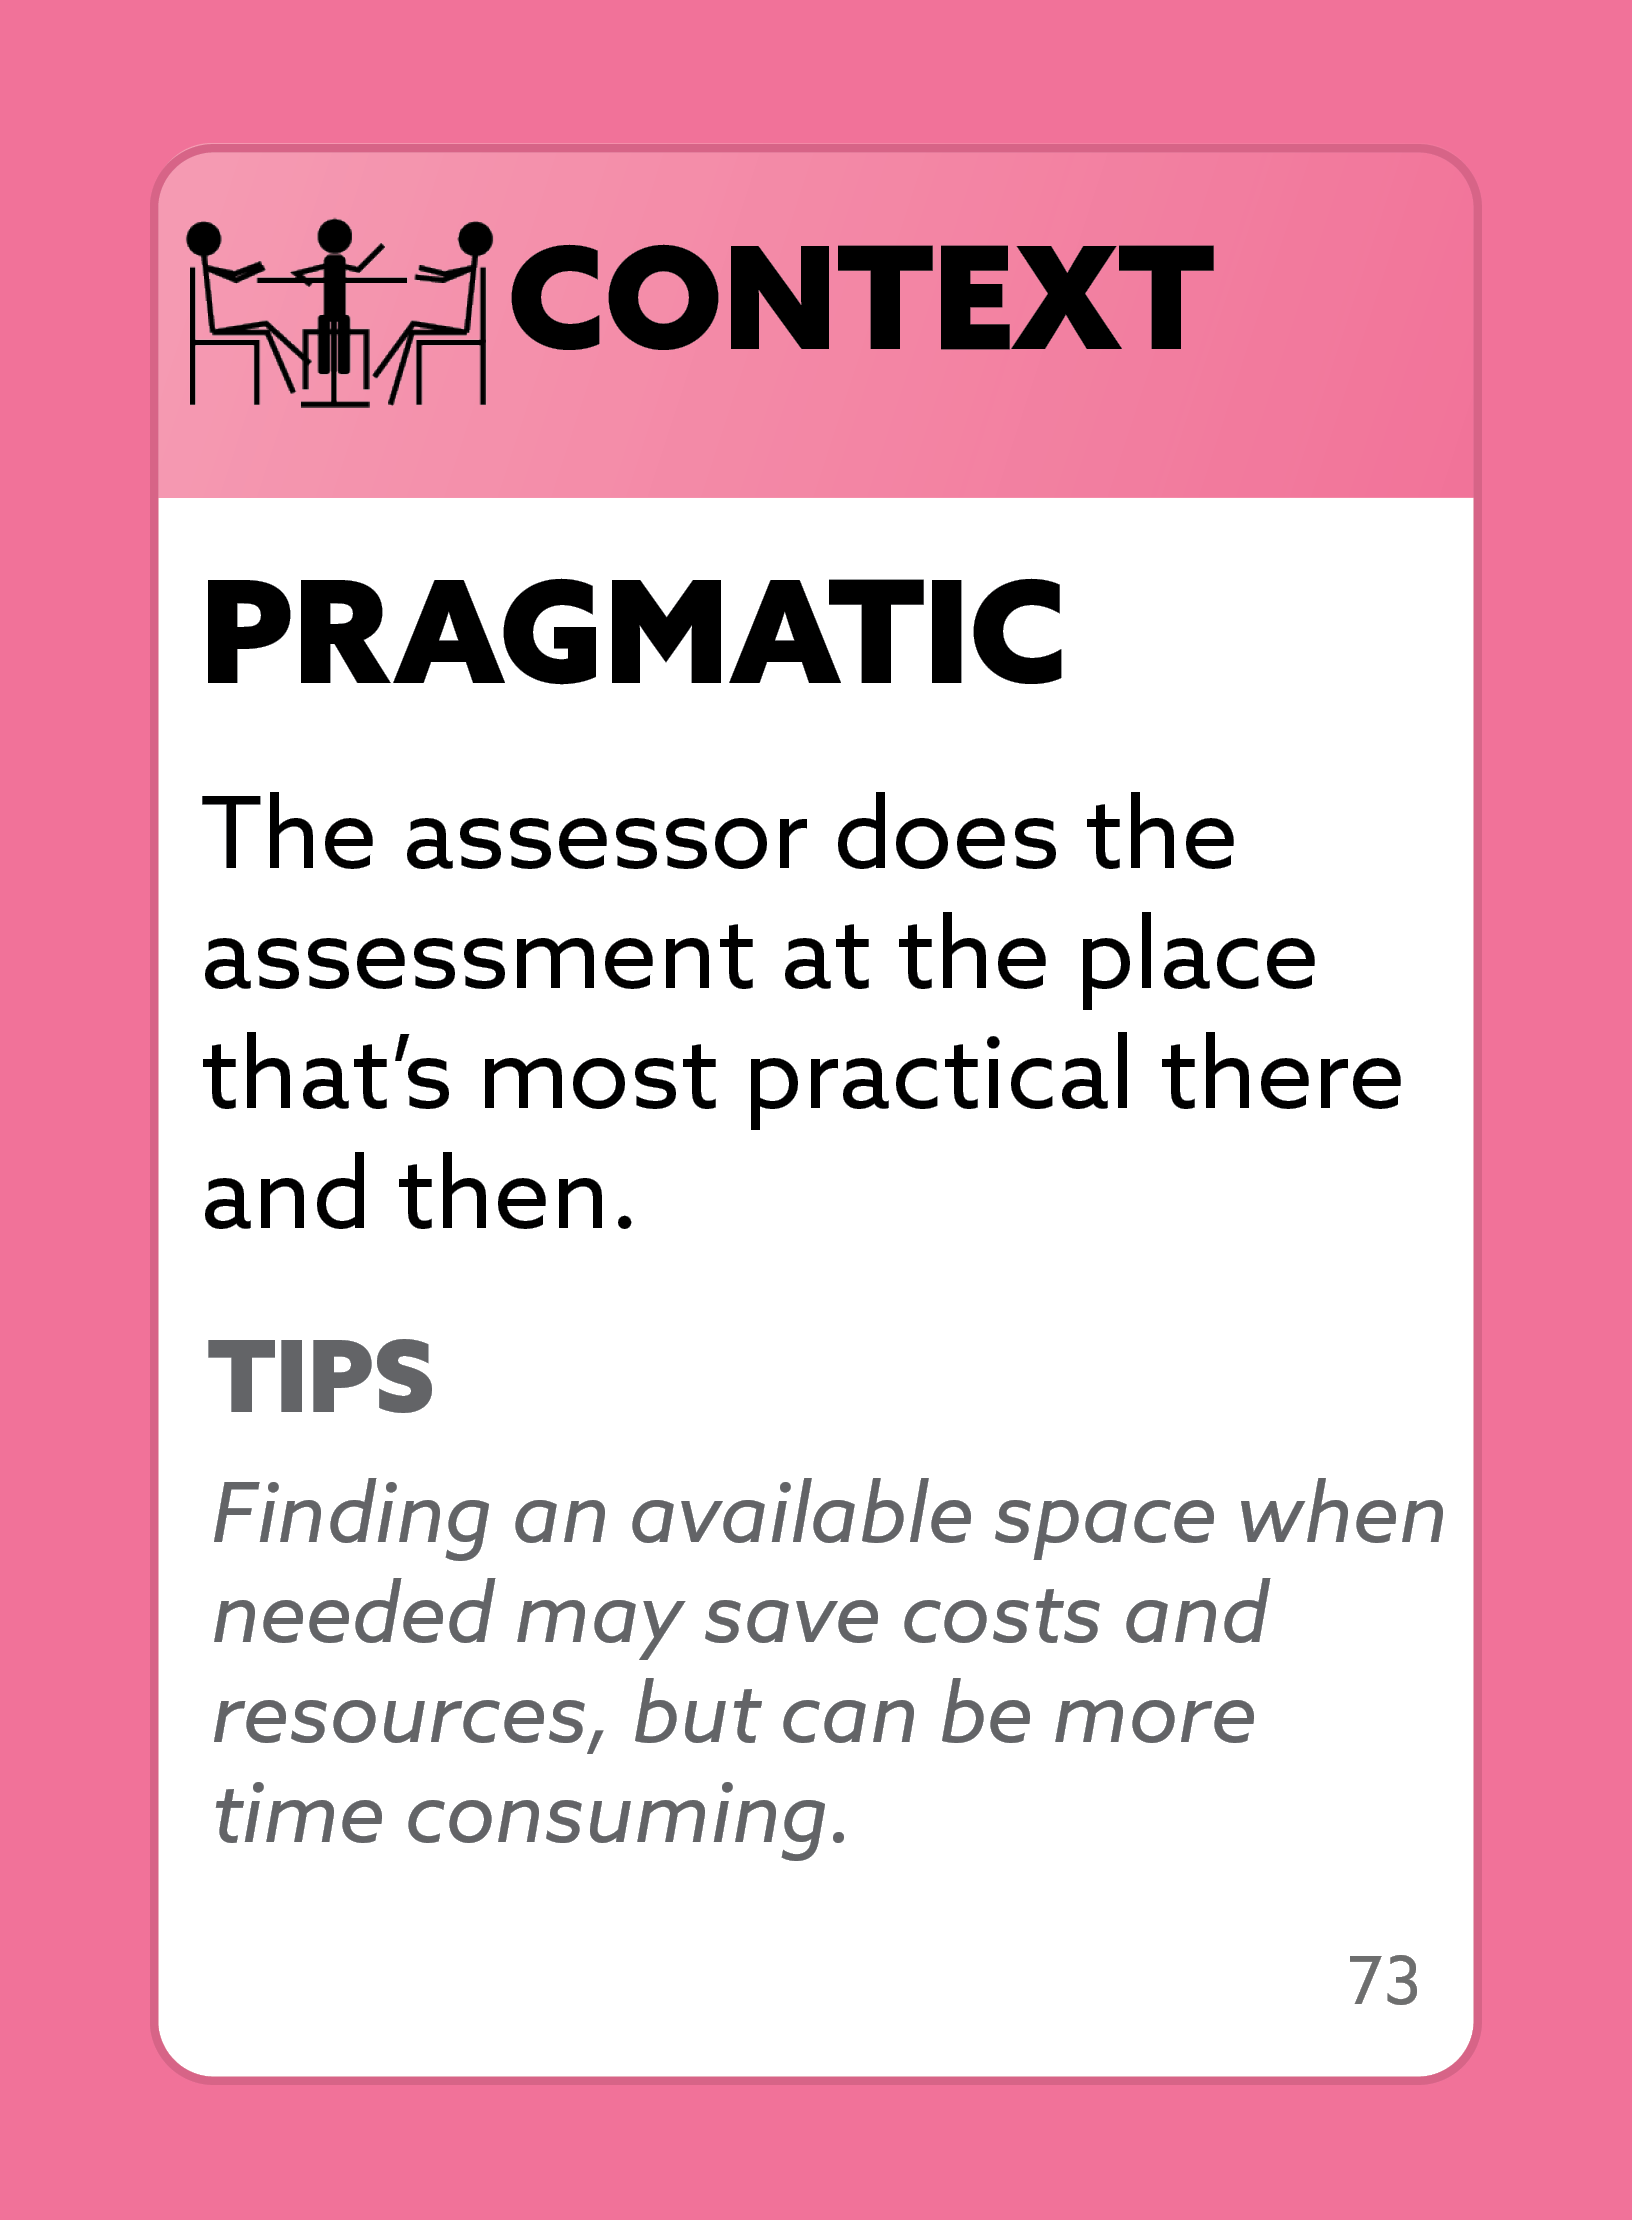 CONTEXT
PRAGMATIC
The assessor does the
assessment at the place
that’s most practical there
and then.
TIPS
Finding an available space when
needed may save costs and
resources, but can be more
time consuming.
73